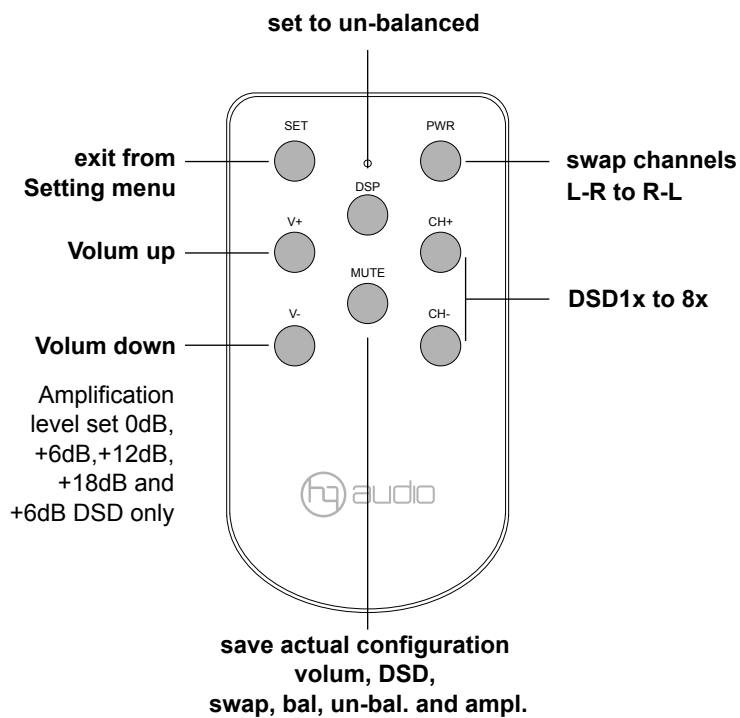 set to un-balanced
SET
PWR
exit from
Setting menu
swap channels
L-R to R-L
DSP
V+
CH+
Volum up
MUTE
DSD1x to 8x
V-
CH-
Volum down
Amplification
level set 0dB,
+6dB,+12dB,
+18dB and
+6dB DSD only
hq audio
save actual configuration
volum, DSD,
swap, bal, un-bal. and ampl.